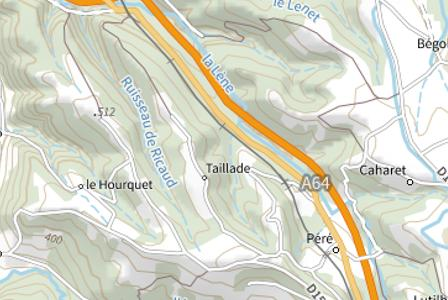 le Lenet
Bégo
la Lène
Ruisseau de Ricaud
.512
Taillade
Caharet
A64
le Hourquet
Péré
400